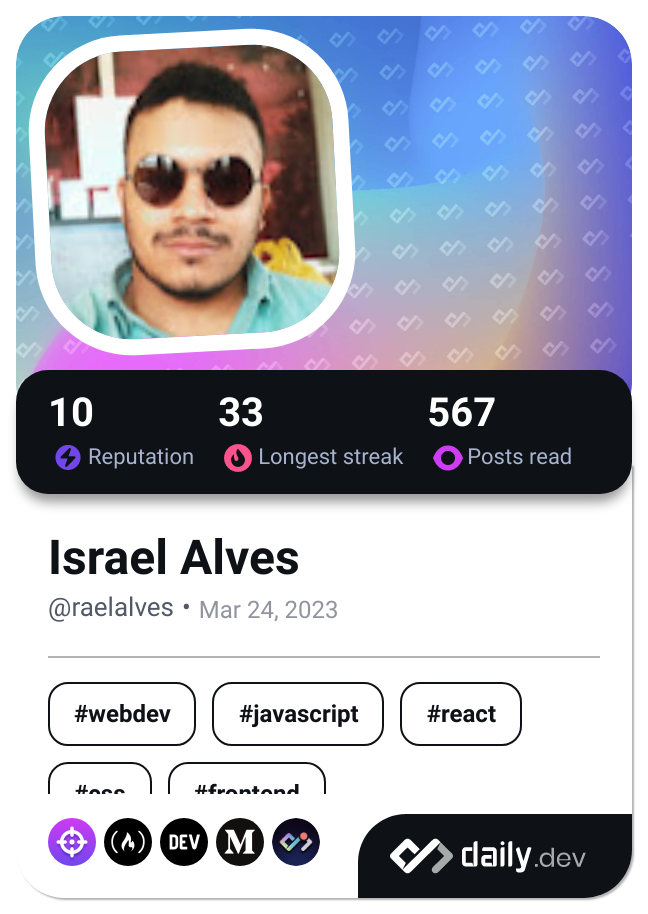 10 33 567
Reputation Longest streak Posts read
Israel Alves
@raelalves • Mar 24, 2023
#webdev #javascript #react
#css #frontend
DEV M daily.dev